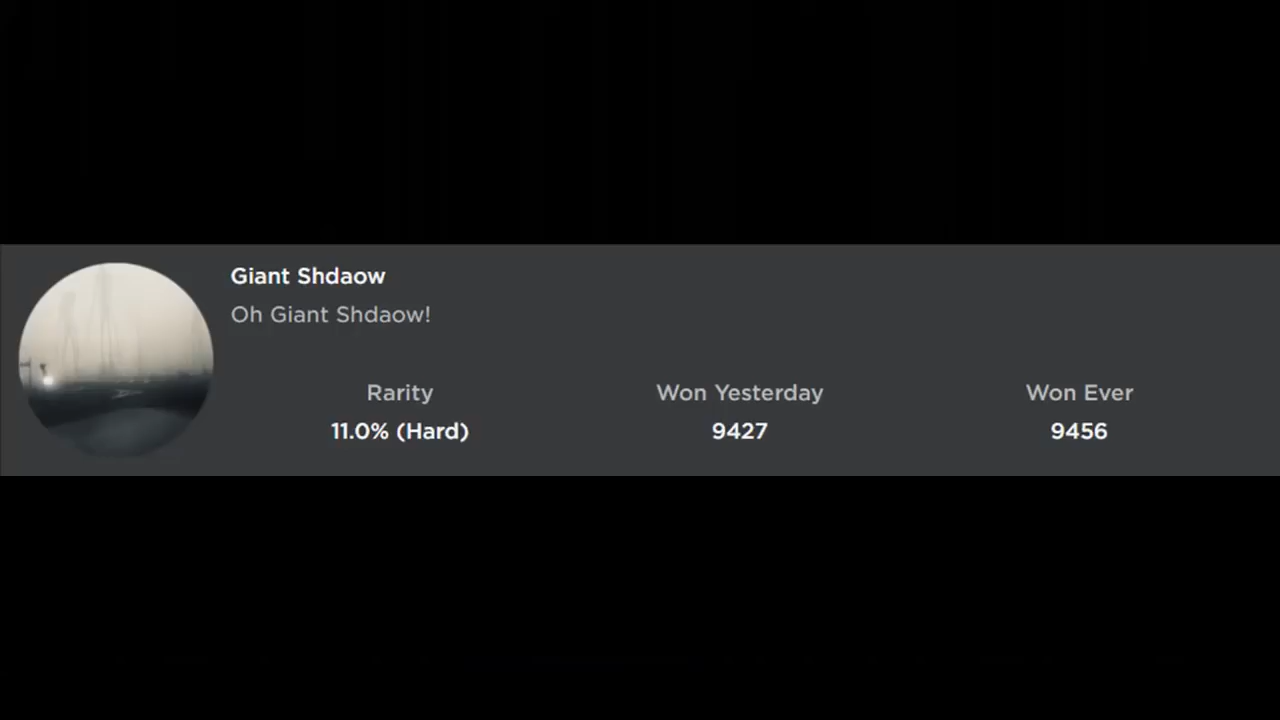 Giant Shdaow
Oh Giant Shdaow!
Rarity Won Yesterday Won Ever
11.0% (Hard) 9427 9456